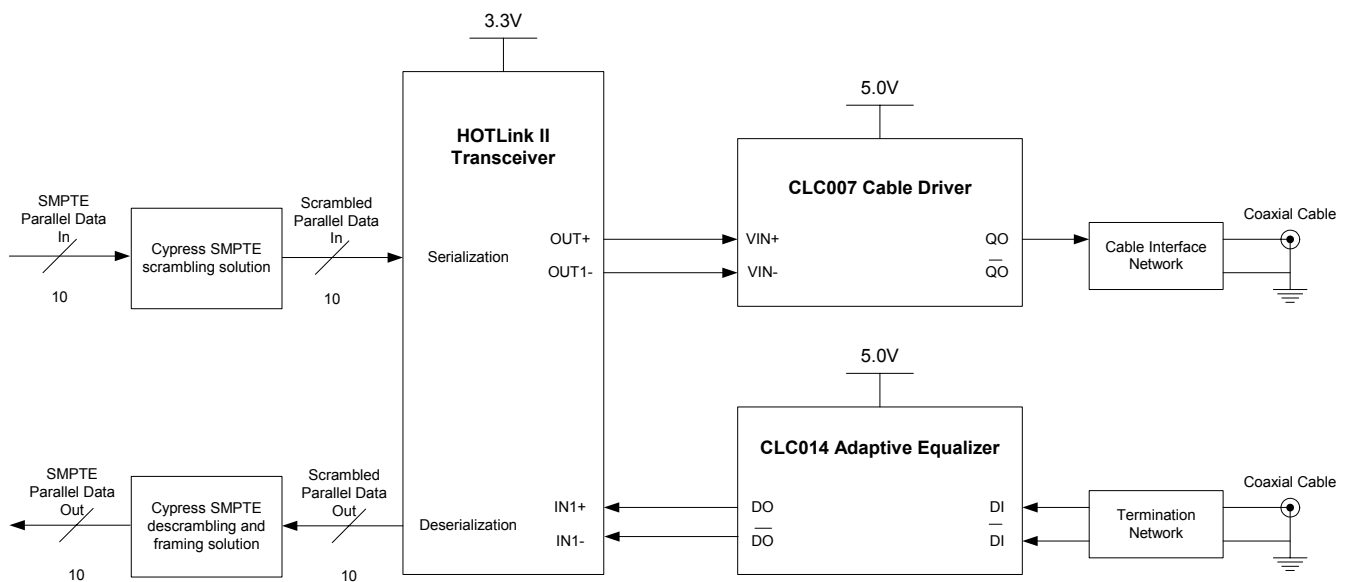 3.3V
HOTLink II
Transceiver
5.0V
CLC007 Cable Driver
SMPTE
Parallel Data
In
10
Cypress SMPTE
scrambling solution
Scrambled
Parallel Data
In
10
Serialization
OUT+
OUT1-
VIN+
VIN-
QO
QO
Cable Interface
Network
Coaxial Cable
5.0V
CLC014 Adaptive Equalizer
SMPTE
Parallel Data
Out
10
Cypress SMPTE
descrambling and
framing solution
Scrambled
Parallel Data
Out
10
Deserialization
IN1+
IN1-
DO
DO
DI
DI
Termination
Network
Coaxial Cable